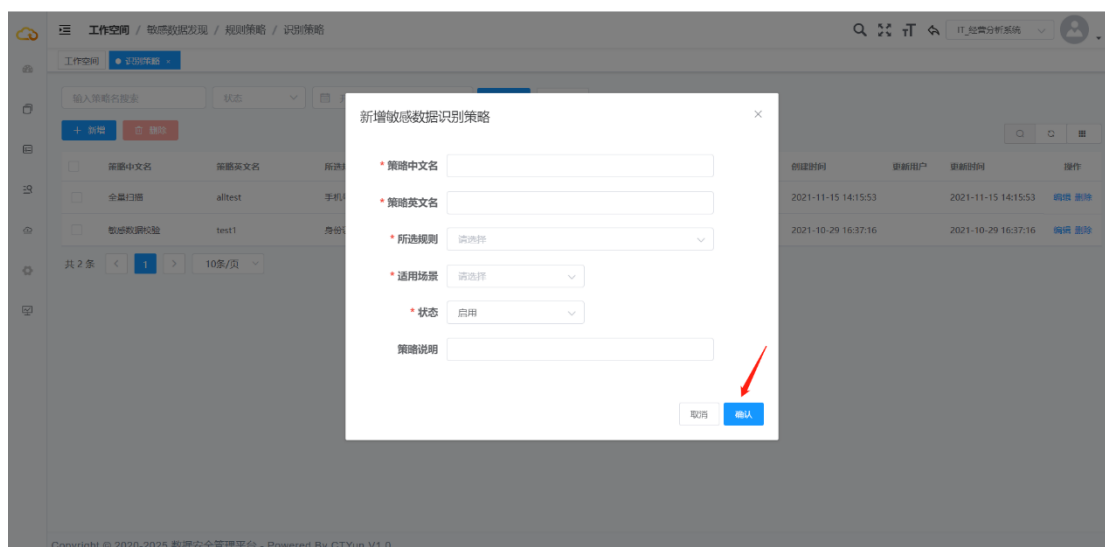 工作空间 / 敏感数据发现 / 规则策略 / 识别策略
IT_经营分析系统
工作空间 识别策略 ×
输入策略名搜索 状态
+ 新增 删除
策略中文名 策略英文名 创建时间 更新用户 更新时间 操作
全量扫描 alltest 2021-11-15 14:15:53 2021-11-15 14:15:53 编辑 删除
敏感数据校验 test1 2021-10-29 16:37:16 2021-10-29 16:37:16 编辑 删除
共 2 条 < 1 > 10条/页
新增敏感数据识别策略 ×
* 策略中文名
* 策略英文名
* 所选规则 请选择
* 适用场景 请选择
* 状态 启用
策略说明
取消 确认
Copyright © 2020-2025 数据安全管理平台 - Powered By CTYun V1.0